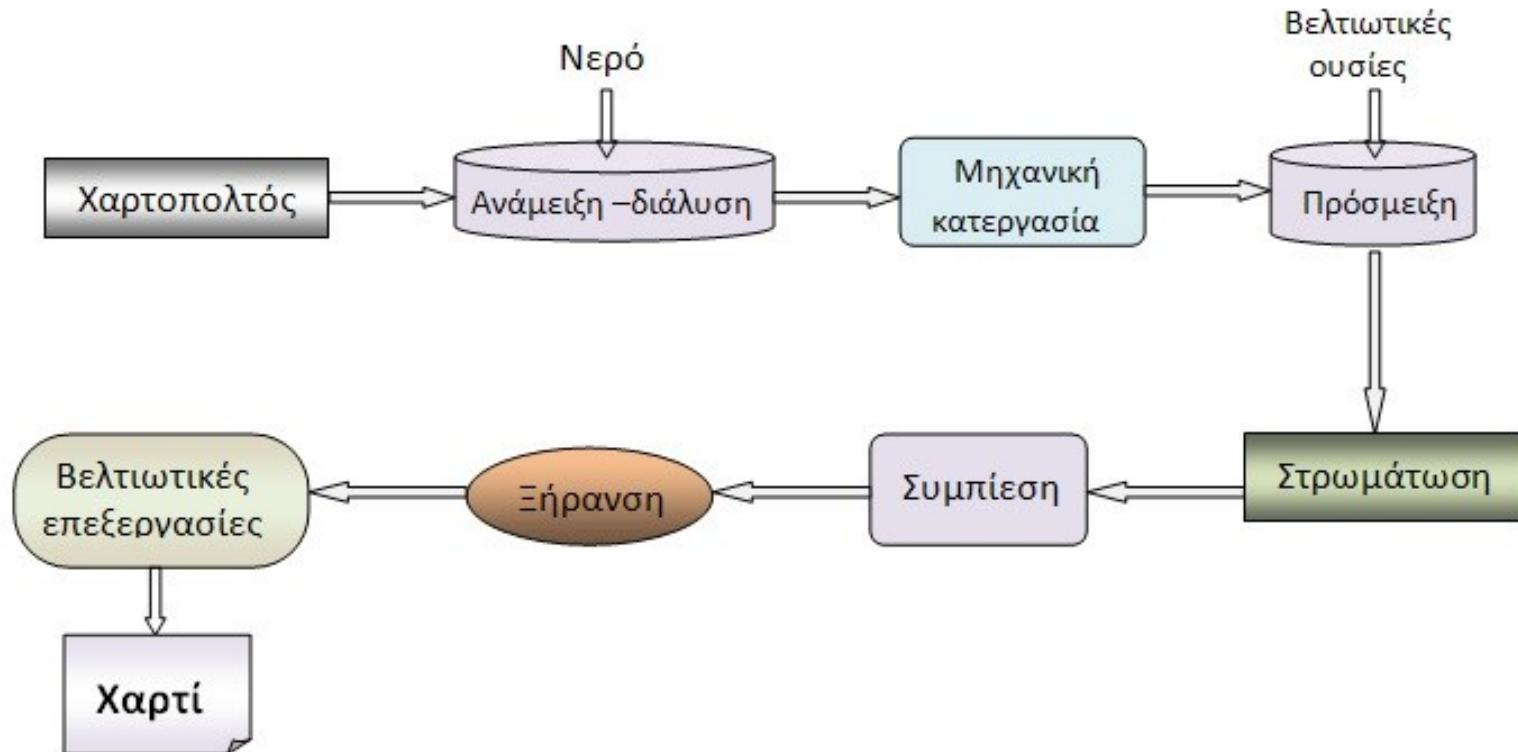 Νερό
Βελτιωτικές
ουσίες
Χαρτοπολτός
Ανάμειξη –διάλυση
Μηχανική
κατεργασία
Πρόσμειξη
Στρωμάτωση
Συμπίεση
Ξήρανση
Βελτιωτικές
επεξεργασίες
Χαρτί